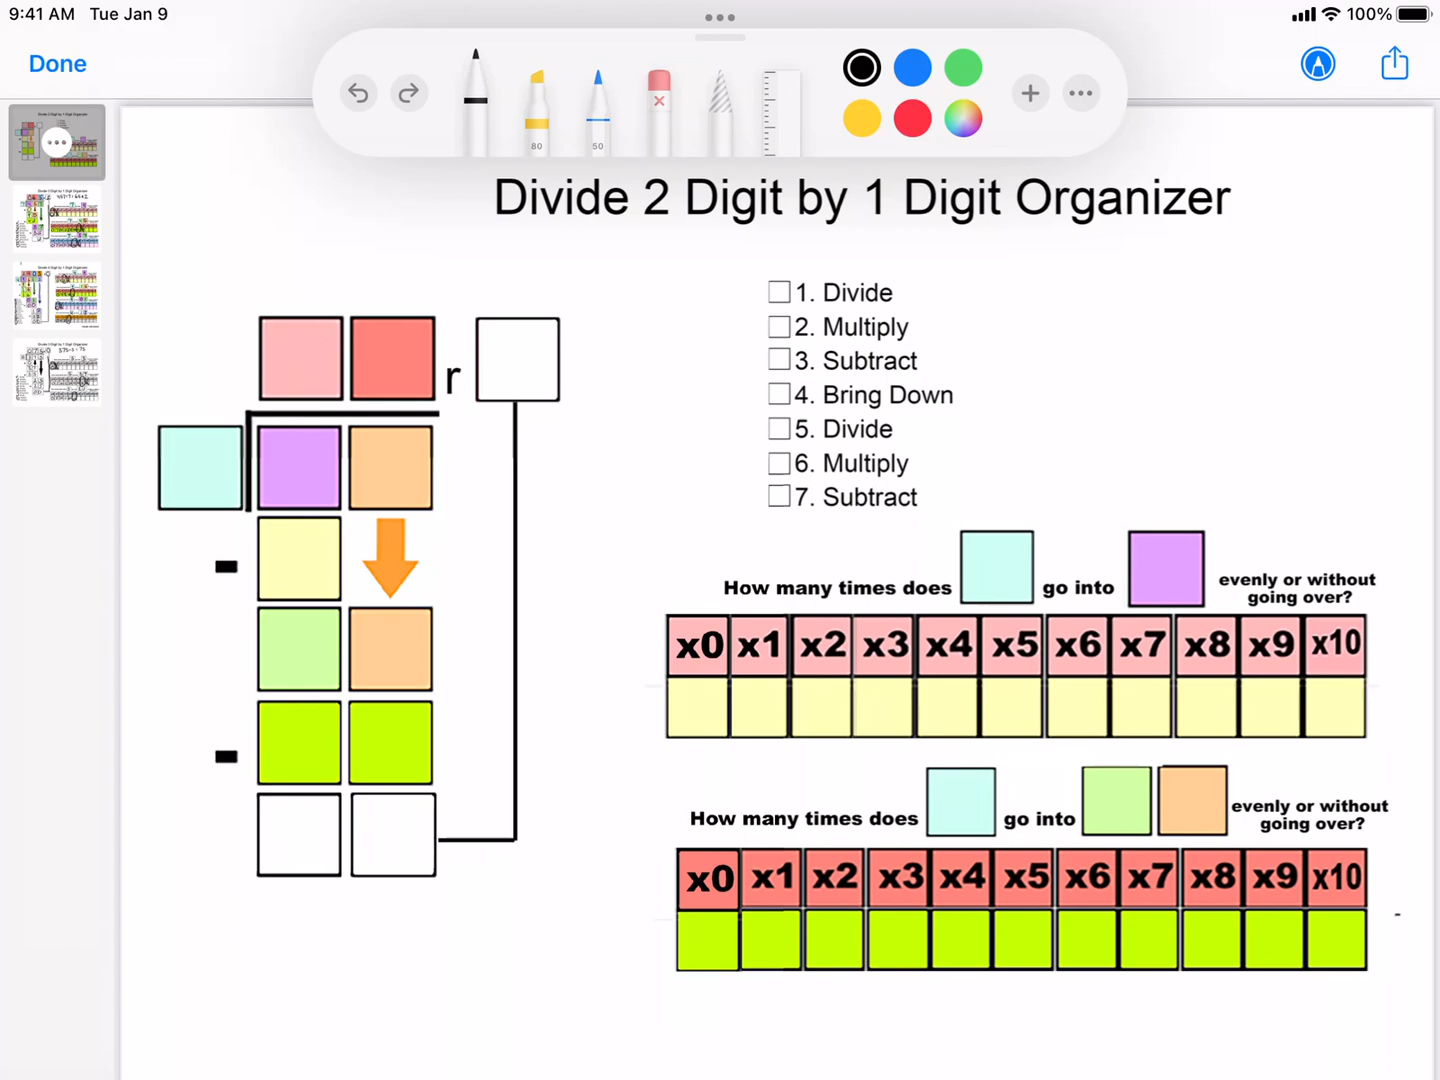 9:41 AM Tue Jan 9
100%
Done
80
50
Divide 2 Digit by 1 Digit Organizer
1. Divide
2. Multiply
3. Subtract
4. Bring Down
5. Divide
6. Multiply
7. Subtract
r
-
-
How many times does go into evenly or without
going over?
x0 x1 x2 x3 x4 x5 x6 x7 x8 x9 x10
How many times does go into evenly or without
going over?
x0 x1 x2 x3 x4 x5 x6 x7 x8 x9 x10